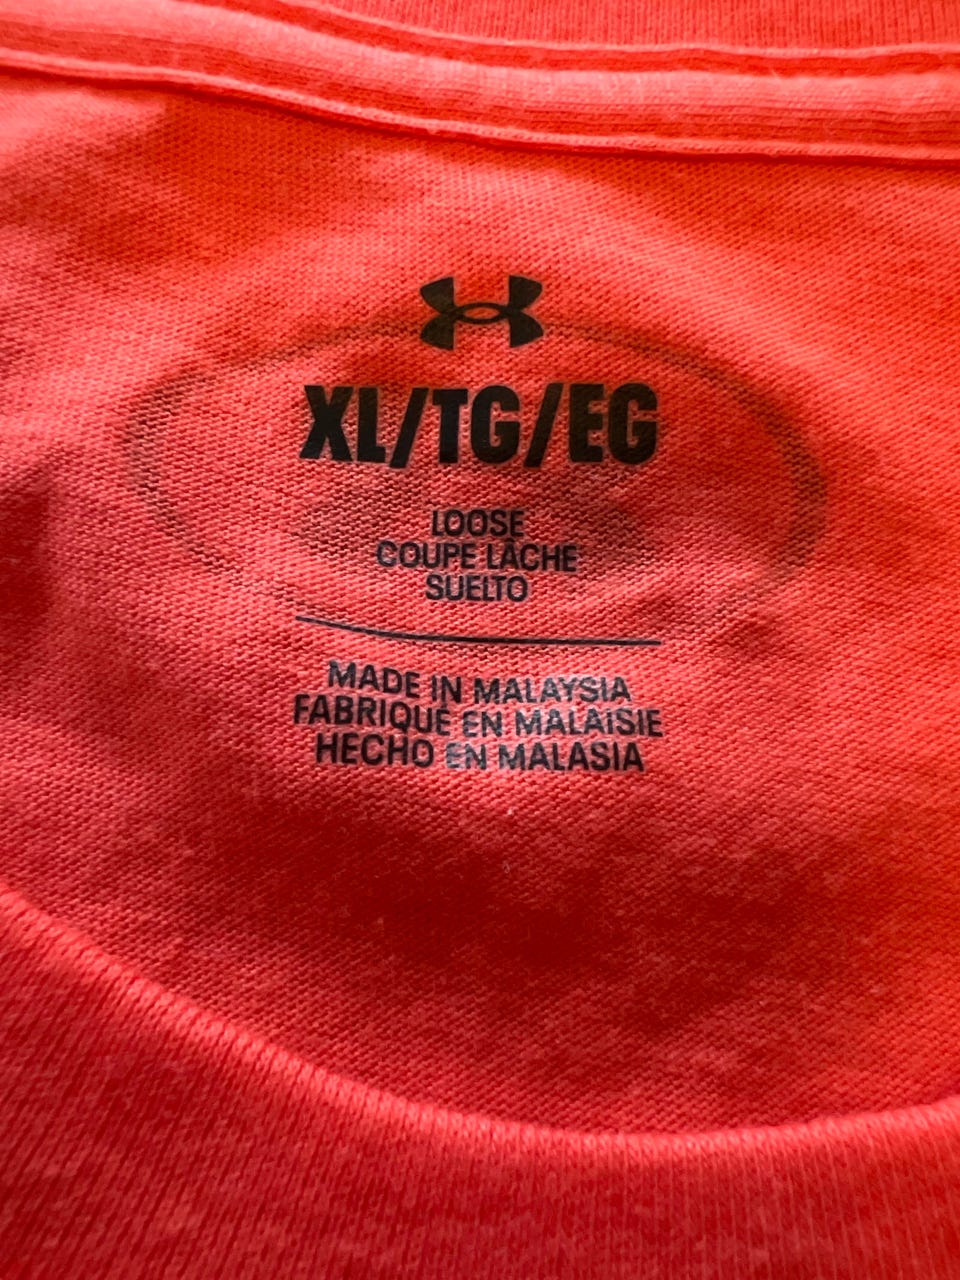 XL/TG/EG
LOOSE
COUPE LÂCHE
SUELTO
MADE IN MALAYSIA
FABRIQUÉ EN MALAISIE
HECHO EN MALASIA